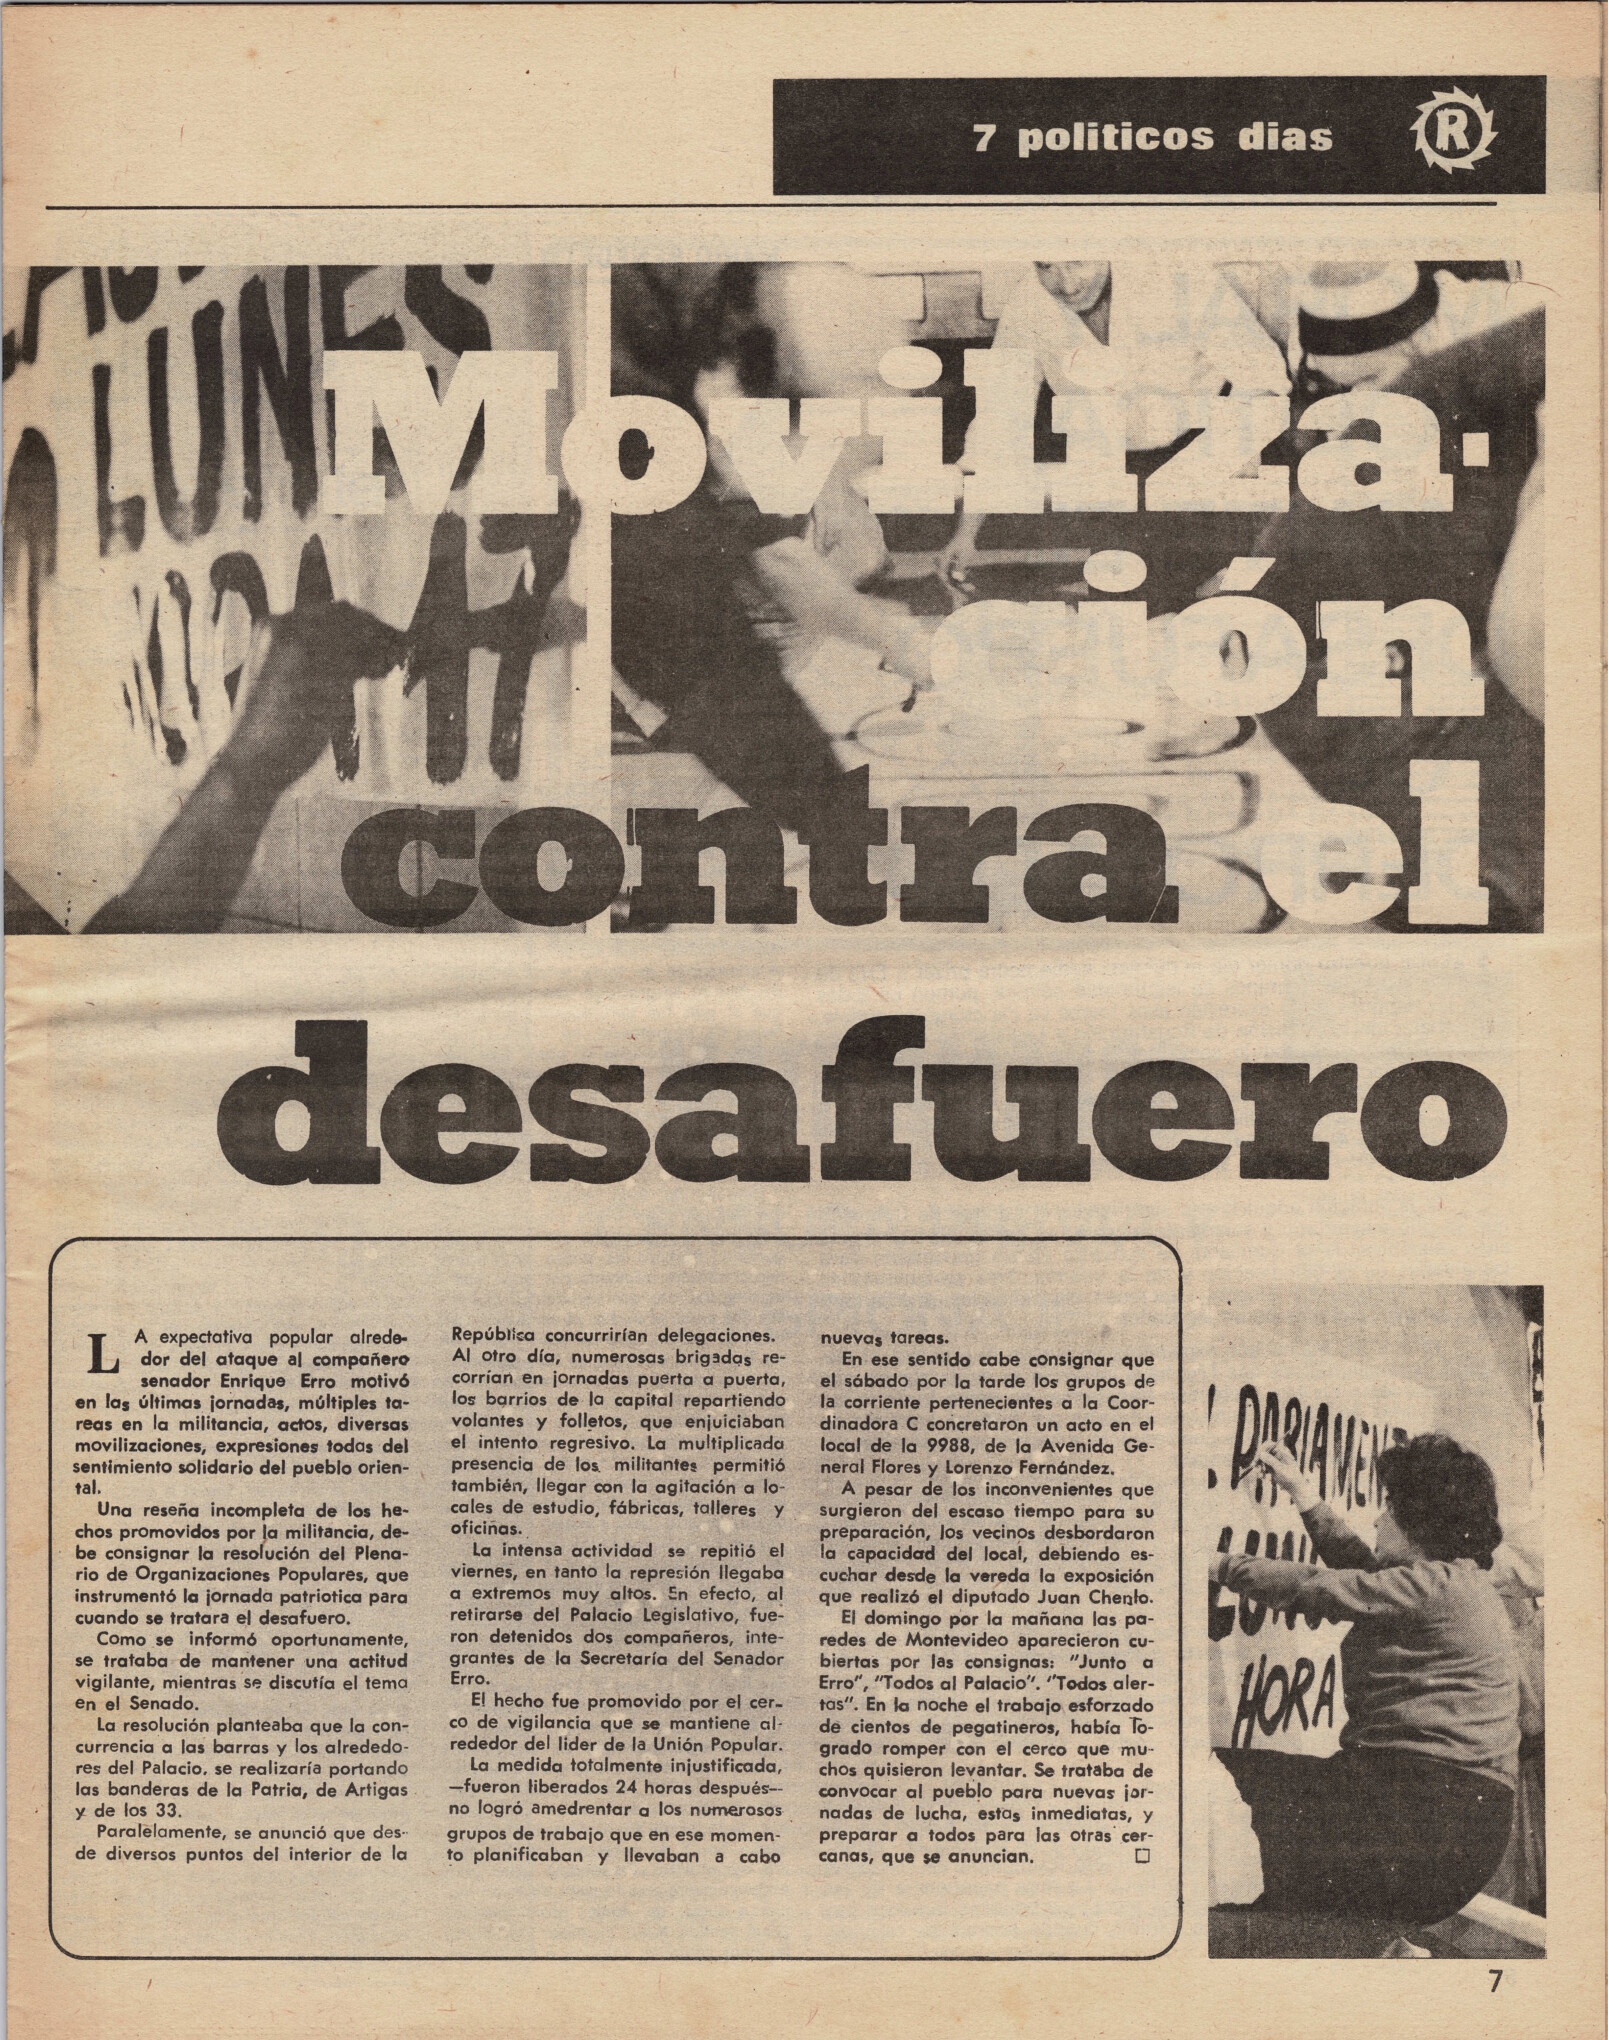 7 politicos dias
R
LUNES
Moviliza-
ción
contra el
desafuero
LA expectativa popular alrede-
dor del ataque al compañero
senador Enrique Erro motivó
en las últimas jornadas, múltiples ta-
reas en la militancia, actos, diversas
movilizaciones, expresiones todas del
sentimiento solidario del pueblo orien-
tal.
Una reseña incompleta de los he-
chos promovidos por la militancia, de-
be consignar la resolución del Plena-
rio de Organizaciones Populares, que
instrumentó la jornada patriotica para
cuando se tratara el desafuero.
Como se informó oportunamente,
se trataba de mantener una actitud
vigilante, mientras se discutía el tema
en el Senado.
La resolución planteaba que la con-
currencia a las barras y los alrededo-
res del Palacio, se realizaría portando
las banderas de la Patria, de Artigas
y de los 33.
Paralelamente, se anunció que des-
de diversos puntos del interior de la
República concurrirían delegaciones.
Al otro día, numerosas brigadas re-
corrían en jornadas puerta a puerta,
los barrios de la capital repartiendo
volantes y folletos, que enjuiciaban
el intento regresivo. La multiplicada
presencia de los militantes permitió
también, llegar con la agitación a lo-
cales de estudio, fábricas, talleres y
oficinas.
La intensa actividad se repitió el
viernes, en tanto la represión llegaba
a extremos muy altos. En efecto, al
retirarse del Palacio Legislativo, fue-
ron detenidos dos compañeros, inte-
grantes de la Secretaría del Senador
Erro.
El hecho fue promovido por el cer-
co de vigilancia que se mantiene al-
rededor del lider de la Unión Popular.
La medida totalmente injustificada,
—fueron liberados 24 horas después—
no logró amedrentar a los numerosos
grupos de trabajo que en ese momen-
to planificaban y llevaban a cabo
nuevas tareas.
En ese sentido cabe consignar que
el sábado por la tarde los grupos de
la corriente pertenecientes a la Coor-
dinadora C concretaron un acto en el
local de la 9988, de la Avenida Ge-
neral Flores y Lorenzo Fernández.
A pesar de los inconvenientes que
surgieron del escaso tiempo para su
preparación, los vecinos desbordaron
la capacidad del local, debiendo es-
cuchar desde la vereda la exposición
que realizó el diputado Juan Chenlo.
El domingo por la mañana las pa-
redes de Montevideo aparecieron cu-
biertas por las consignas: "Junto a
Erro", "Todos al Palacio". "Todos aler-
tas". En la noche el trabajo esforzado
de cientos de pegatineros, había lo-
grado romper con el cerco que mu-
chos quisieron levantar. Se trataba de
convocar al pueblo para nuevas jor-
nadas de lucha, estas inmediatas, y
preparar a todos para las otras cer-
canas, que se anuncian.
HORA
7